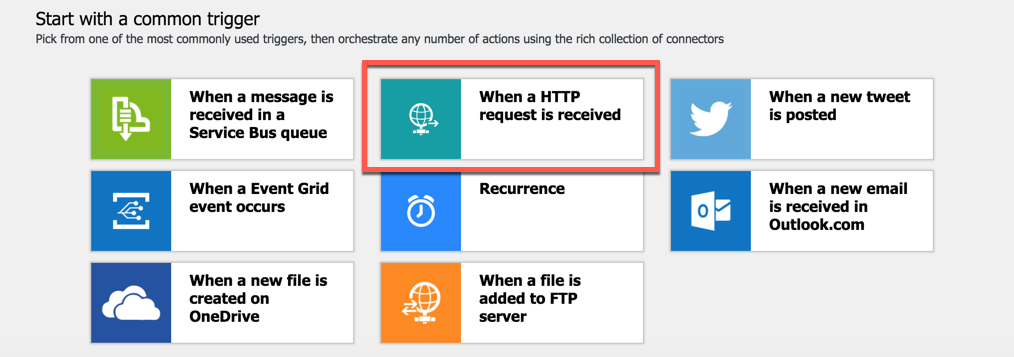 Start with a common trigger
Pick from one of the most commonly used triggers, then orchestrate any number of actions using the rich collection of connectors
When a message is
received in a
Service Bus queue
When a HTTP
request is received
When a new tweet
is posted
When a Event Grid
event occurs
Recurrence
When a new email
is received in
Outlook.com
When a new file is
created on
OneDrive
When a file is
added to FTP
server